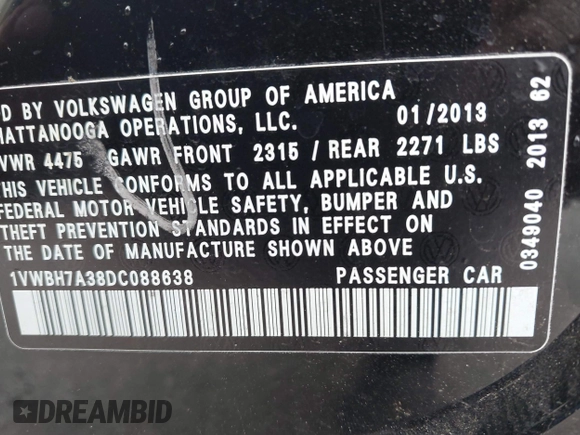 D BY VOLKSWAGEN GROUP OF AMERICA
HATTANOOGA OPERATIONS, LLC. 01/2013
VWR 4475 GAWR FRONT 2315 / REAR 2271 LBS
THIS VEHICLE CONFORMS TO ALL APPLICABLE U.S.
FEDERAL MOTOR VEHICLE SAFETY, BUMPER AND
THEFT PREVENTION STANDARDS IN EFFECT ON
THE DATE OF MANUFACTURE SHOWN ABOVE
1VWBH7A38DC088638 PASSENGER CAR
0349040 2013 62
DREAMBID